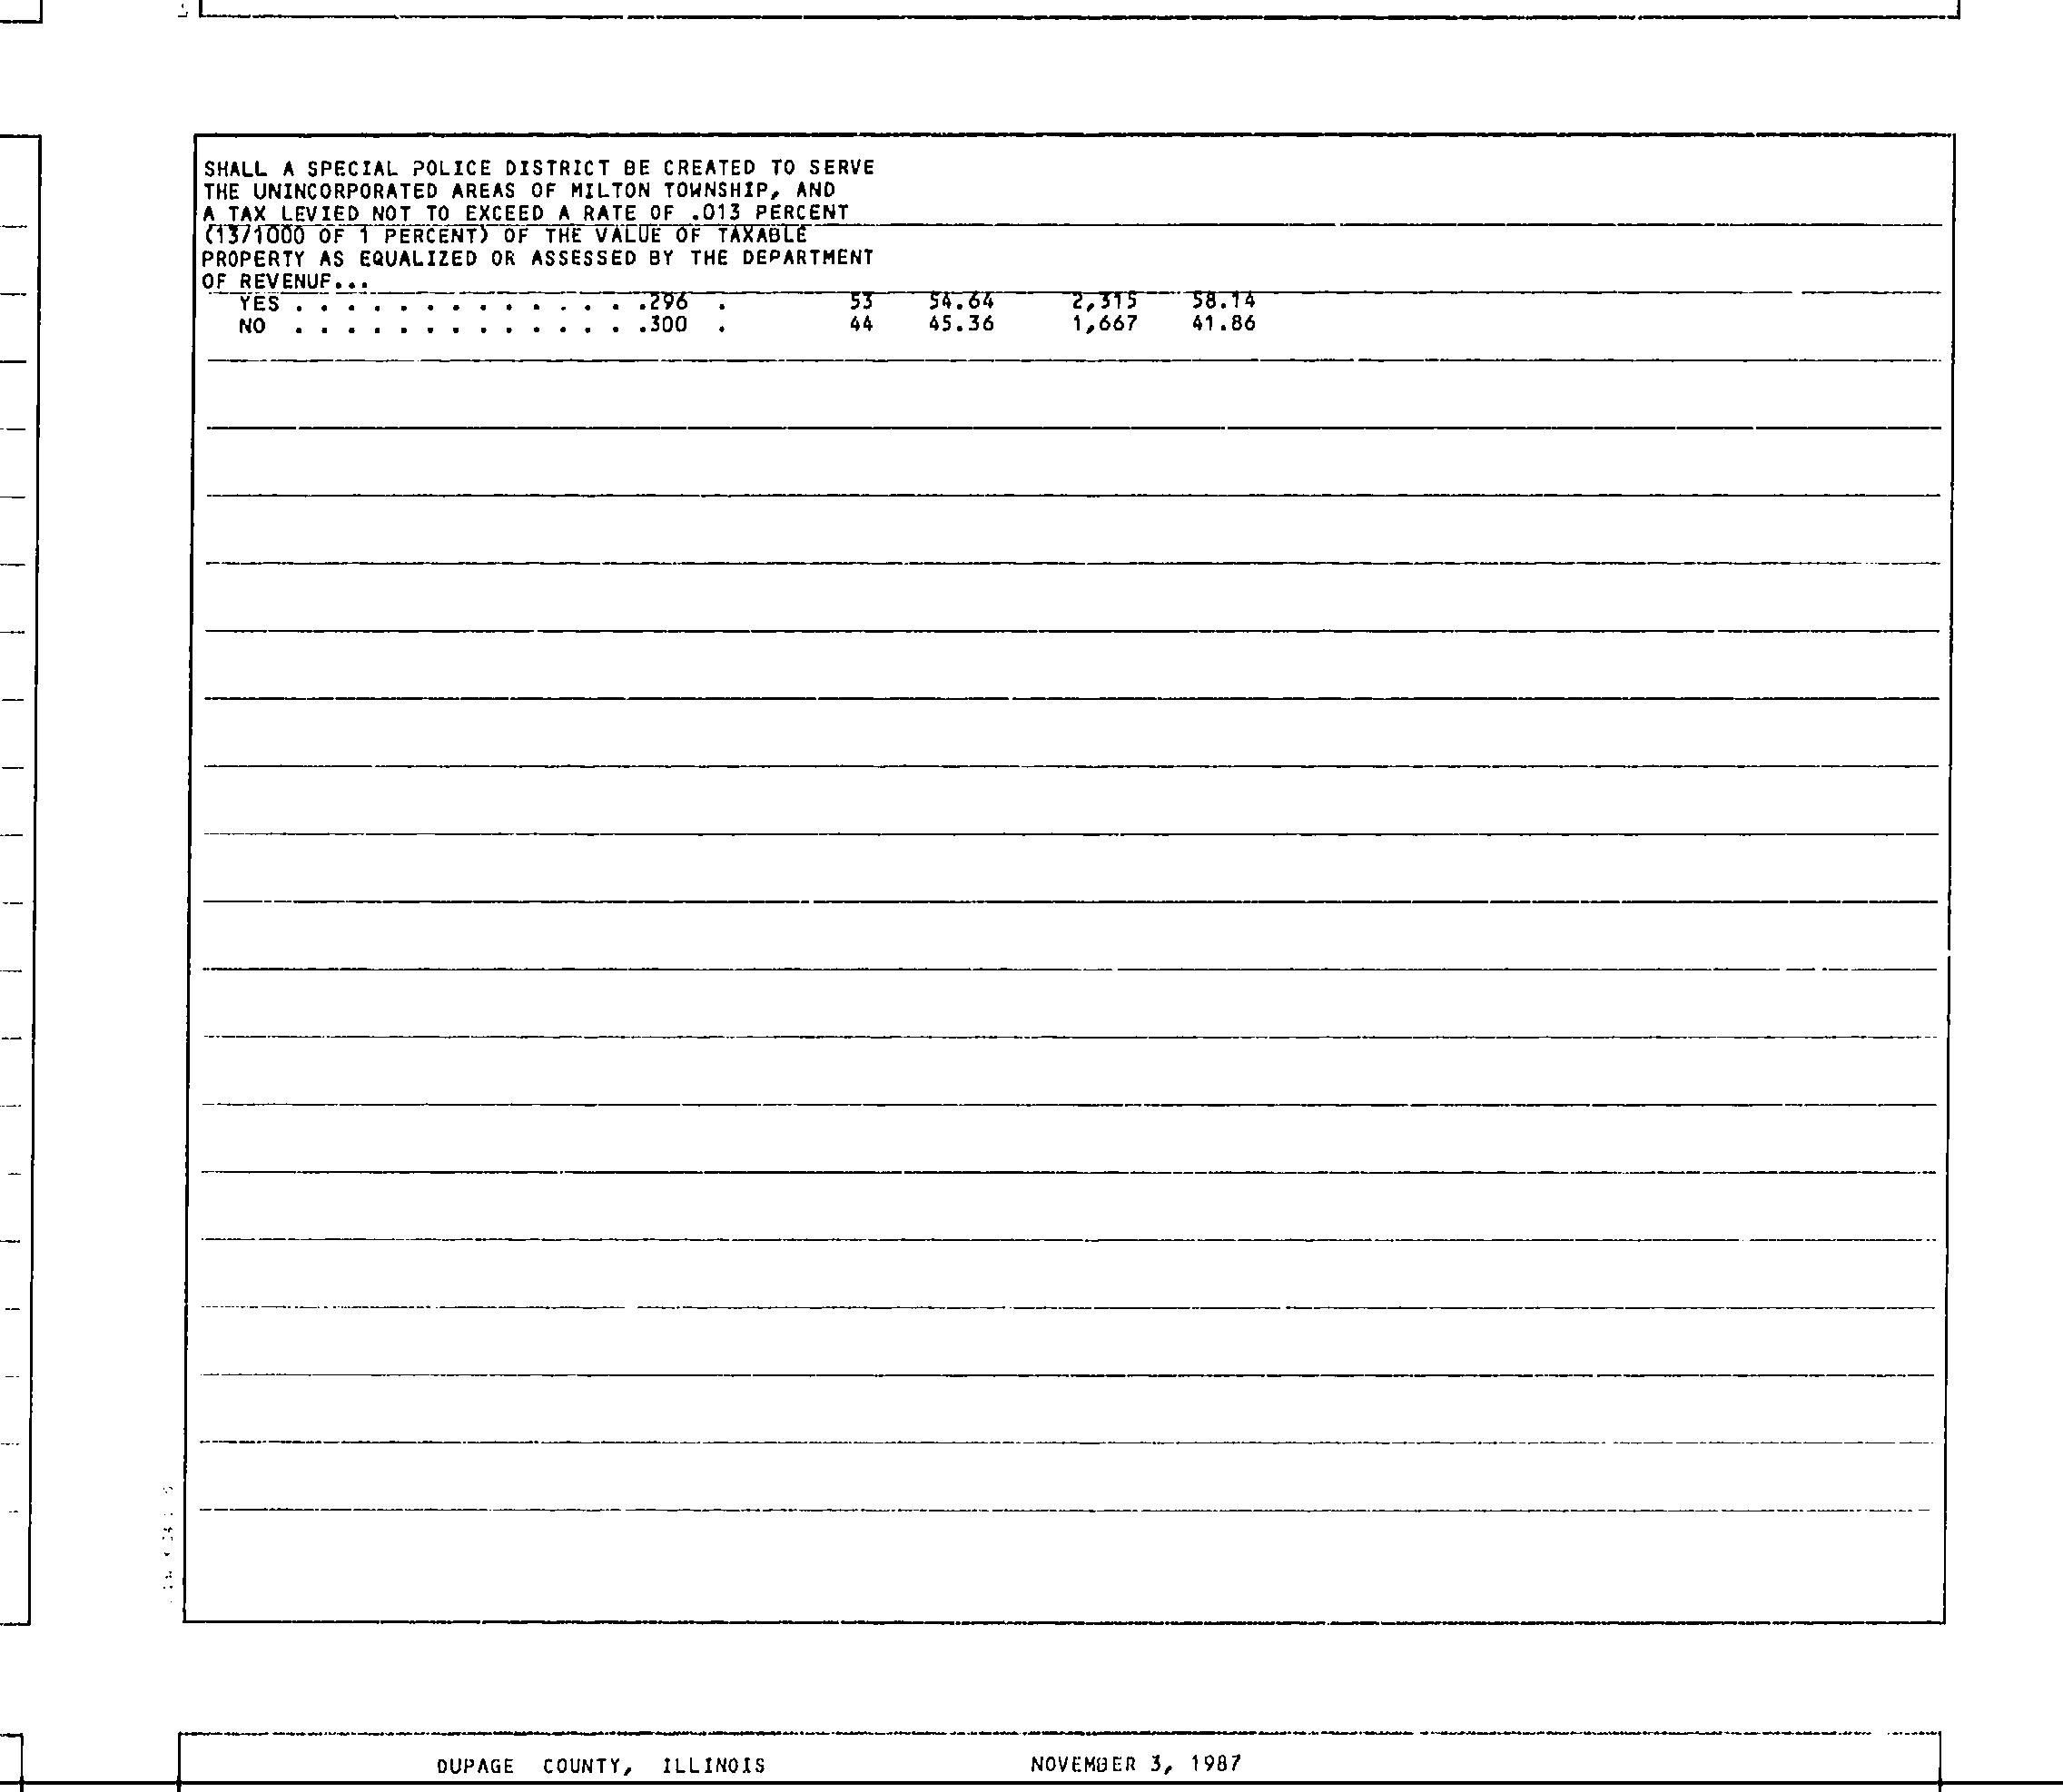 SHALL A SPECIAL POLICE DISTRICT BE CREATED TO SERVE
THE UNINCORPORATED AREAS OF MILTON TOWNSHIP, AND
A TAX LEVIED NOT TO EXCEED A RATE OF .013 PERCENT
(13/1000 OF 1 PERCENT) OF THE VALUE OF TAXABLE
PROPERTY AS EQUALIZED OR ASSESSED BY THE DEPARTMENT
OF REVENUE...
YES . . . . . . . . . . . . . .296 . 53 54.64 2,315 58.14
NO . . . . . . . . . . . . . .300 . 44 45.36 1,667 41.86
DUPAGE COUNTY, ILLINOIS NOVEMBER 3, 1987